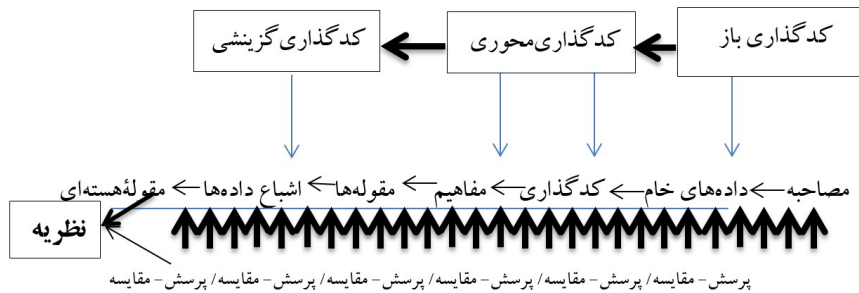 کدگذاری باز
کدگذاری محوری
کدگذاری گزینشی
مصاحبه ← داده‌های خام ← کدگذاری ← مفاهیم ← مقوله‌ها ← اشباع داده‌ها ← مقولۀ هسته‌ای
نظریه
پرسش – مقایسه/ پرسش – مقایسه/ پرسش – مقایسه/ پرسش – مقایسه/ پرسش – مقایسه/ پرسش – مقایسه